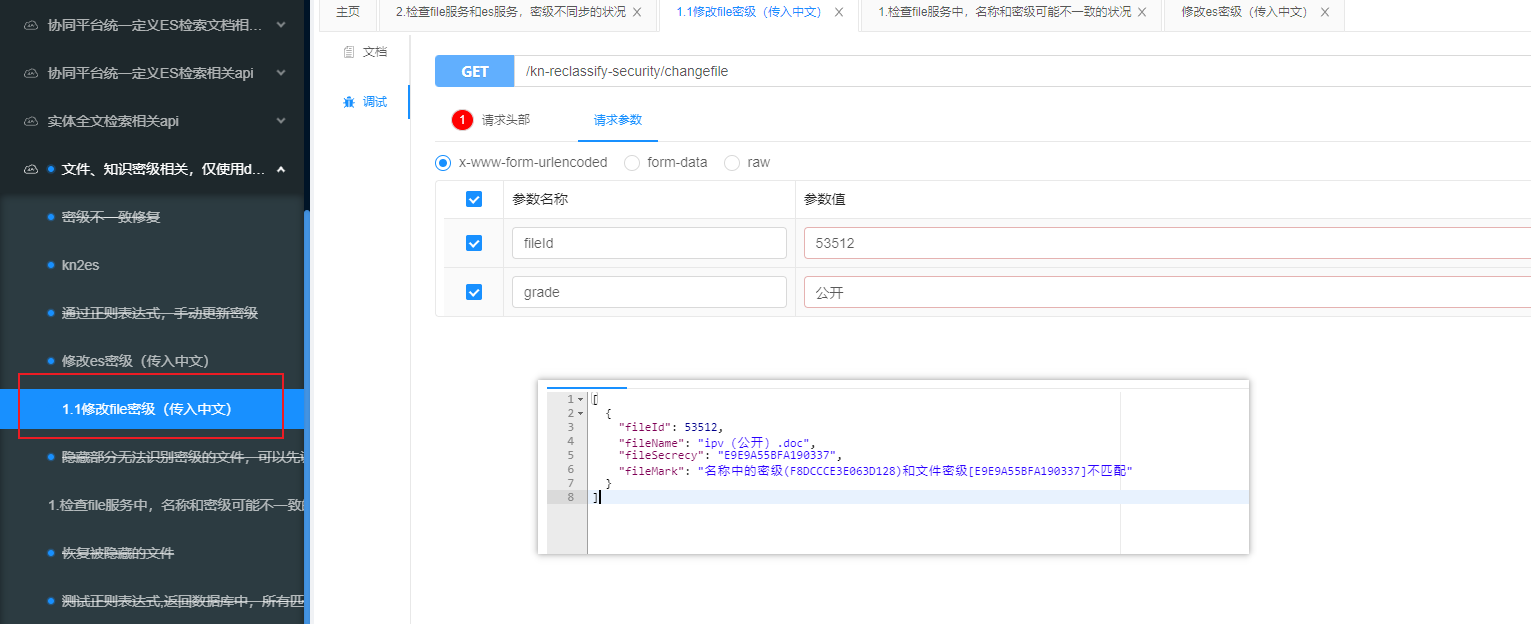 协同平台统一定义ES检索文档相...
协同平台统一定义ES检索相关api
实体全文检索相关api
文件、知识密级相关，仅使用d...
密级不一致修复
kn2es
通过正则表达式，手动更新密级
修改es密级（传入中文）
1.1修改file密级（传入中文）
隐藏部分无法识别密级的文件，可以先
1.检查file服务中，名称和密级可能不一致的
恢复被隐藏的文件
测试正则表达式,返回数据库中，所有匹
主页
2.检查file服务和es服务，密级不同步的状况
1.1修改file密级（传入中文）
1.检查file服务中，名称和密级可能不一致的状况
修改es密级（传入中文）
文档
调试
GET /kn-reclassify-security/changefile
1 请求头部
请求参数
x-www-form-urlencoded form-data raw
参数名称 参数值
fileId 53512
grade 公开
1 [
2 {
3 "fileId": 53512,
4 "fileName": "ipv（公开）.doc",
5 "fileSecrecy": "E9E9A55BFA190337",
6 "fileMark": "名称中的密级(F8DCCCE3E063D128)和文件密级[E9E9A55BFA190337]不匹配"
7 }
8 ]